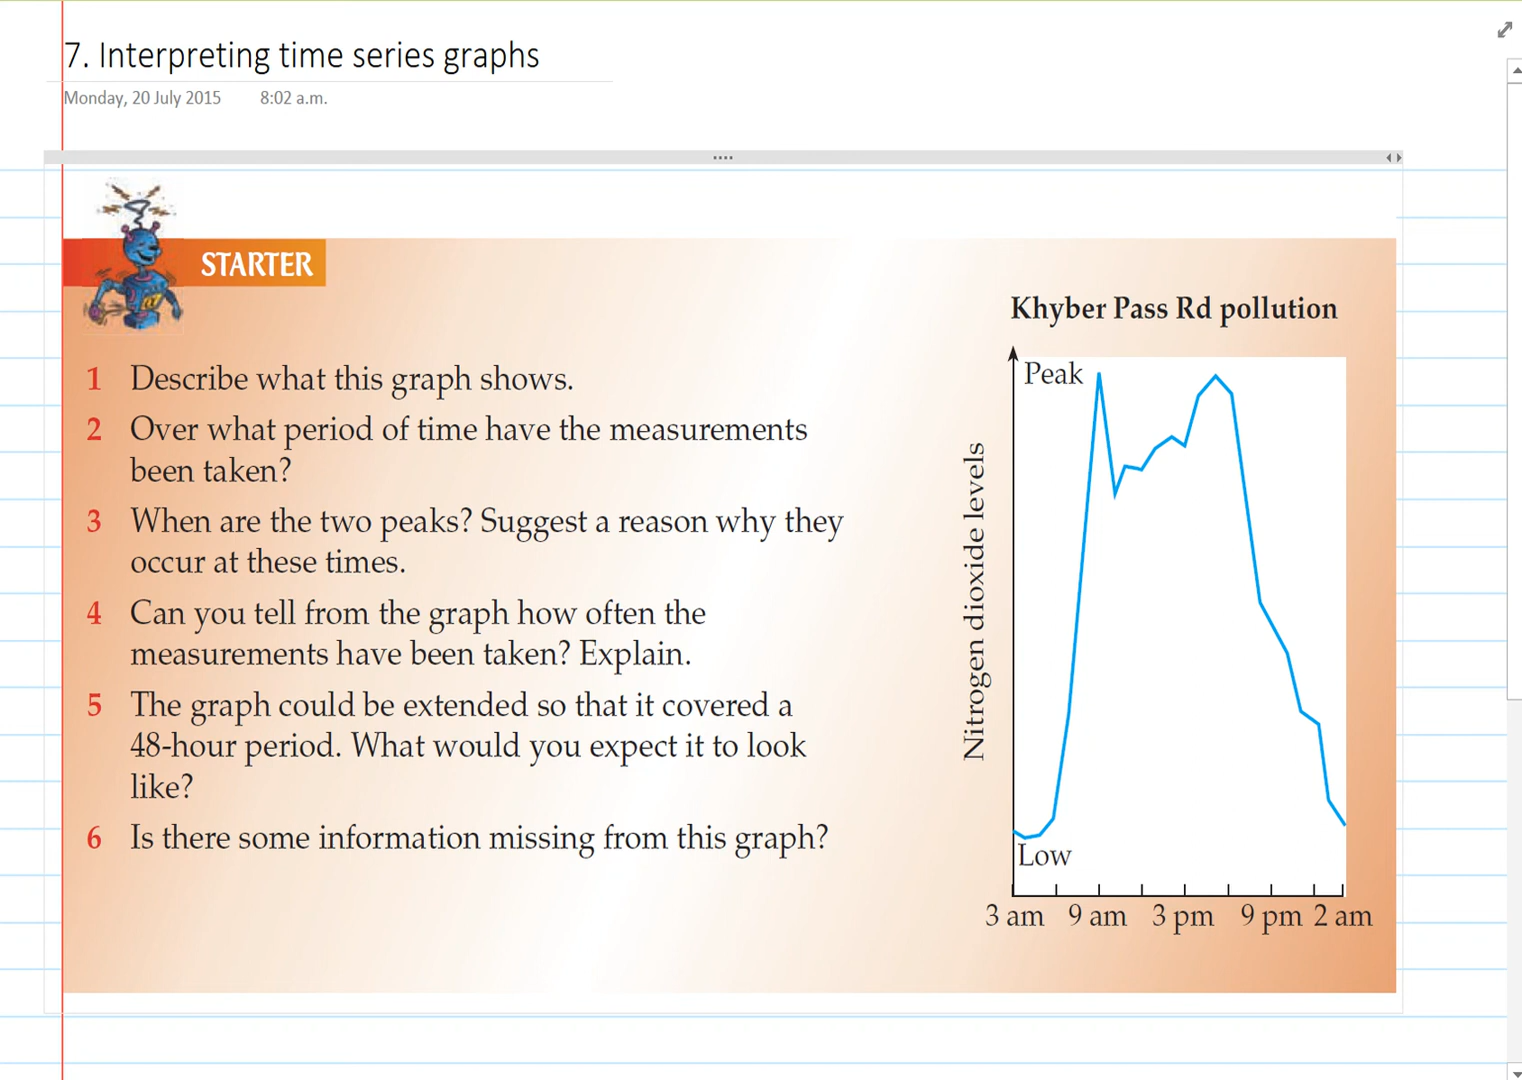 7. Interpreting time series graphs
Monday, 20 July 2015 8:02 a.m.
STARTER
1 Describe what this graph shows.
2 Over what period of time have the measurements
been taken?
3 When are the two peaks? Suggest a reason why they
occur at these times.
4 Can you tell from the graph how often the
measurements have been taken? Explain.
5 The graph could be extended so that it covered a
48-hour period. What would you expect it to look
like?
6 Is there some information missing from this graph?
Khyber Pass Rd pollution
Peak
Nitrogen dioxide levels
Low
3 am 9 am 3 pm 9 pm 2 am